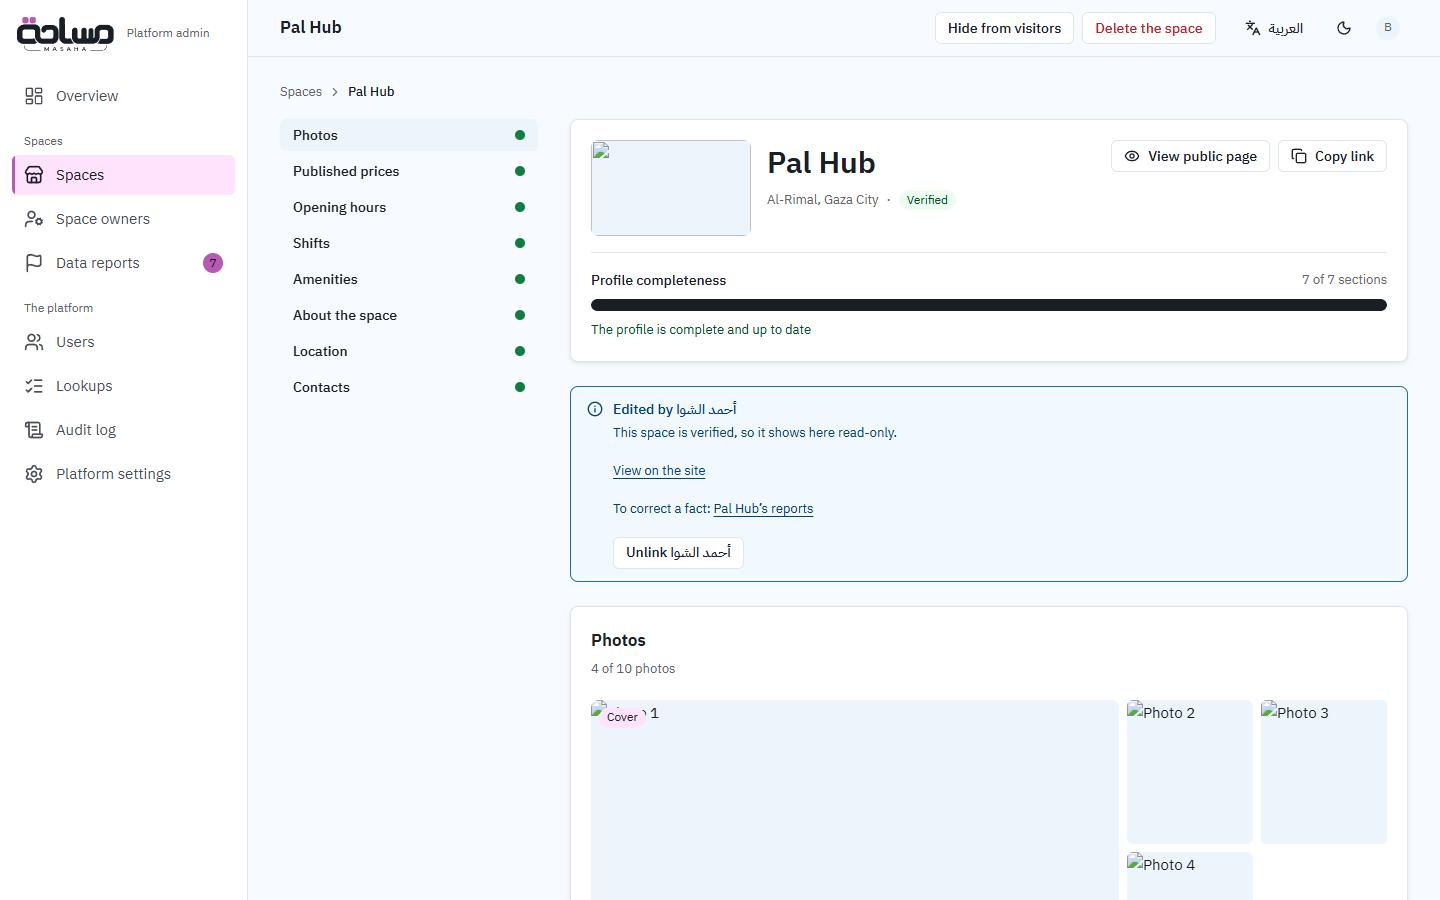 مساحة
MASAHA
Platform admin
Pal Hub
Hide from visitors
Delete the space
العربية
B
Overview
Spaces
Spaces
Space owners
Data reports
7
The platform
Users
Lookups
Audit log
Platform settings
Spaces > Pal Hub
Photos
Published prices
Opening hours
Shifts
Amenities
About the space
Location
Contacts
Pal Hub
Al-Rimal, Gaza City · Verified
View public page
Copy link
Profile completeness
7 of 7 sections
The profile is complete and up to date
Edited by أحمد الشوا
This space is verified, so it shows here read-only.
View on the site
To correct a fact: Pal Hub’s reports
Unlink أحمد الشوا
Photos
4 of 10 photos
Cover
1
Photo 2
Photo 3
Photo 4